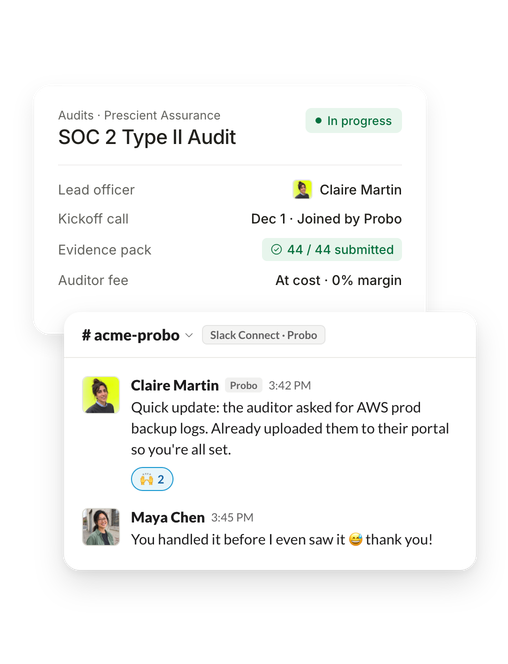 Audits · Prescient Assurance
SOC 2 Type II Audit
In progress
Lead officer
Claire Martin
Kickoff call
Dec 1 · Joined by Probo
Evidence pack
44 / 44 submitted
Auditor fee
At cost · 0% margin
# acme-probo
Slack Connect · Probo
Claire Martin Probo 3:42 PM
Quick update: the auditor asked for AWS prod
backup logs. Already uploaded them to their portal
so you're all set.
🙌 2
Maya Chen 3:45 PM
You handled it before I even saw it 😅 thank you!